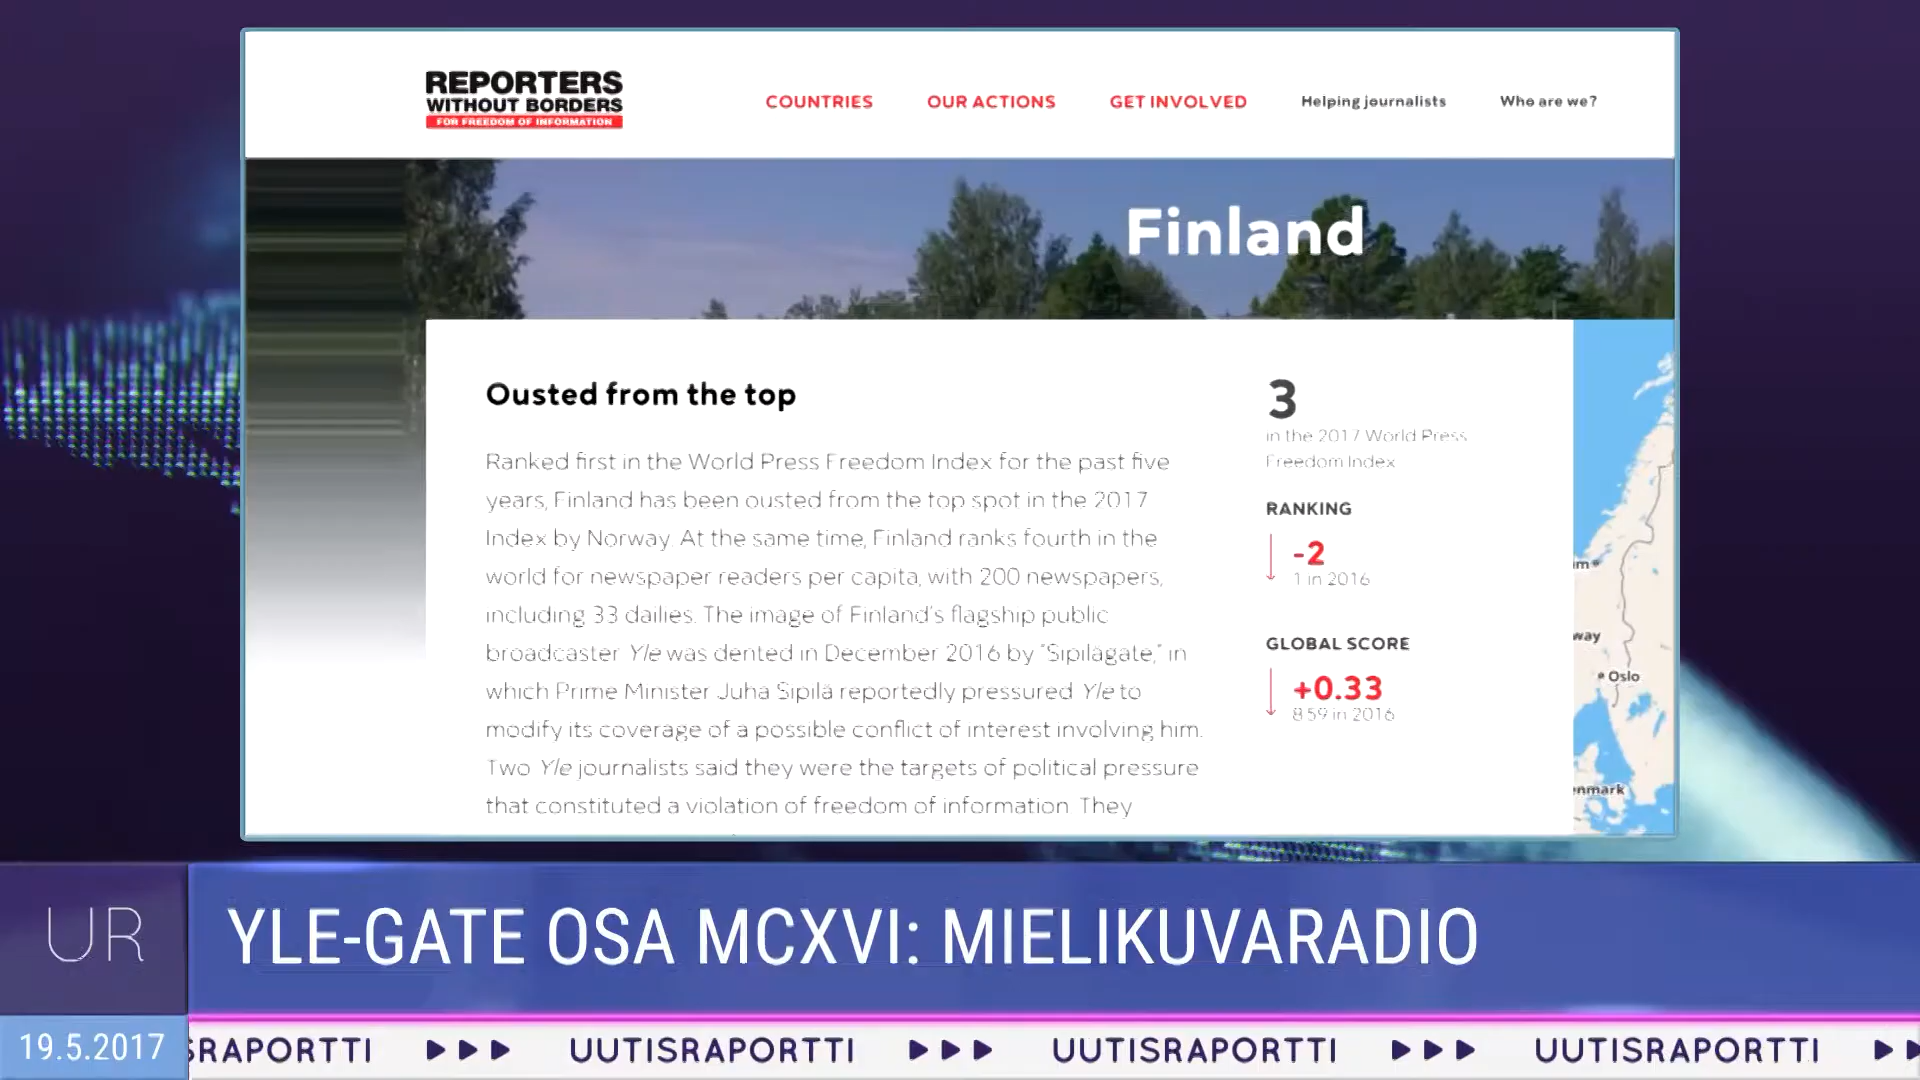 REPORTERS
WITHOUT BORDERS
FOR FREEDOM OF INFORMATION
COUNTRIES
OUR ACTIONS
GET INVOLVED
Helping journalists
Who are we?
Finland
Ousted from the top
Ranked first in the World Press Freedom Index for the past five
years, Finland has been ousted from the top spot in the 2017
Index by Norway. At the same time, Finland ranks fourth in the
world for newspaper readers per capita, with 200 newspapers,
including 33 dailies. The image of Finland's flagship public
broadcaster Yle was dented in December 2016 by "Sipilägate," in
which Prime Minister Juha Sipilä reportedly pressured Yle to
modify its coverage of a possible conflict of interest involving him.
Two Yle journalists said they were the targets of political pressure
that constituted a violation of freedom of information. They
3
in the 2017 World Press
Freedom Index
RANKING
-2
1 in 2016
GLOBAL SCORE
+0.33
8.59 in 2016
im
way
Oslo
enmark
UR
YLE-GATE OSA MCXVI: MIELIKUVARADIO
19.5.2017
SRAPORTTI ▶▶▶ UUTISRAPORTTI ▶▶▶ UUTISRAPORTTI ▶▶▶ UUTISRAPORTTI ▶▶